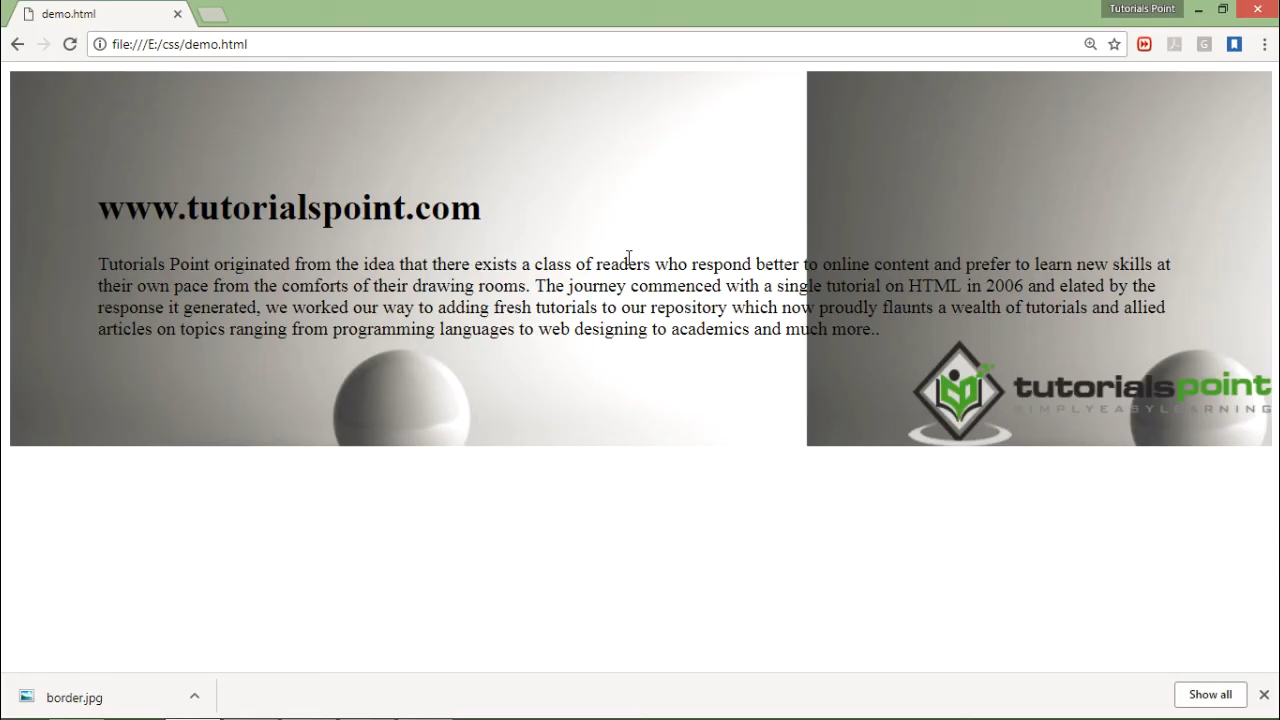 demo.html
Tutorials Point
file:///E:/css/demo.html
www.tutorialspoint.com
Tutorials Point originated from the idea that there exists a class of readers who respond better to online content and prefer to learn new skills at
their own pace from the comforts of their drawing rooms. The journey commenced with a single tutorial on HTML in 2006 and elated by the
response it generated, we worked our way to adding fresh tutorials to our repository which now proudly flaunts a wealth of tutorials and allied
articles on topics ranging from programming languages to web designing to academics and much more..
tutorialspoint
SIMPLYEASYLEARNING
border.jpg
Show all